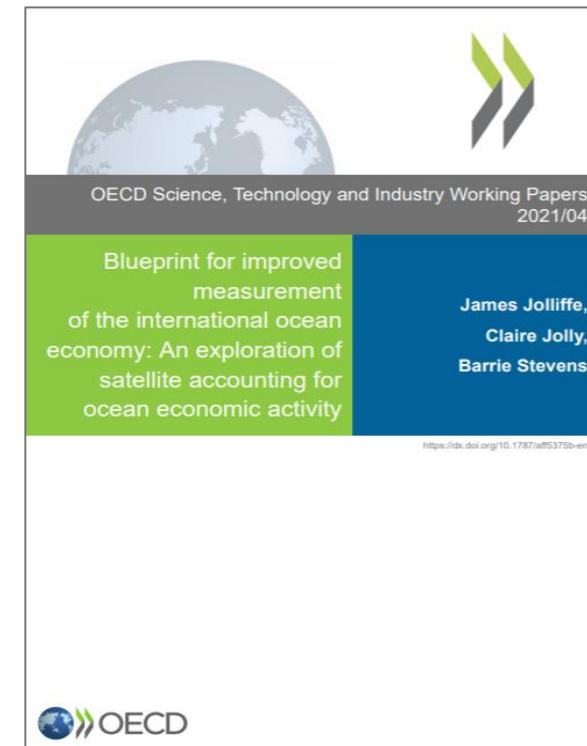 OECD Science, Technology and Industry Working Papers
2021/04
Blueprint for improved
measurement
of the international ocean
economy: An exploration of
satellite accounting for
ocean economic activity
James Jolliffe,
Claire Jolly,
Barrie Stevens
https://dx.doi.org/10.1787/aff5375b-en
OECD